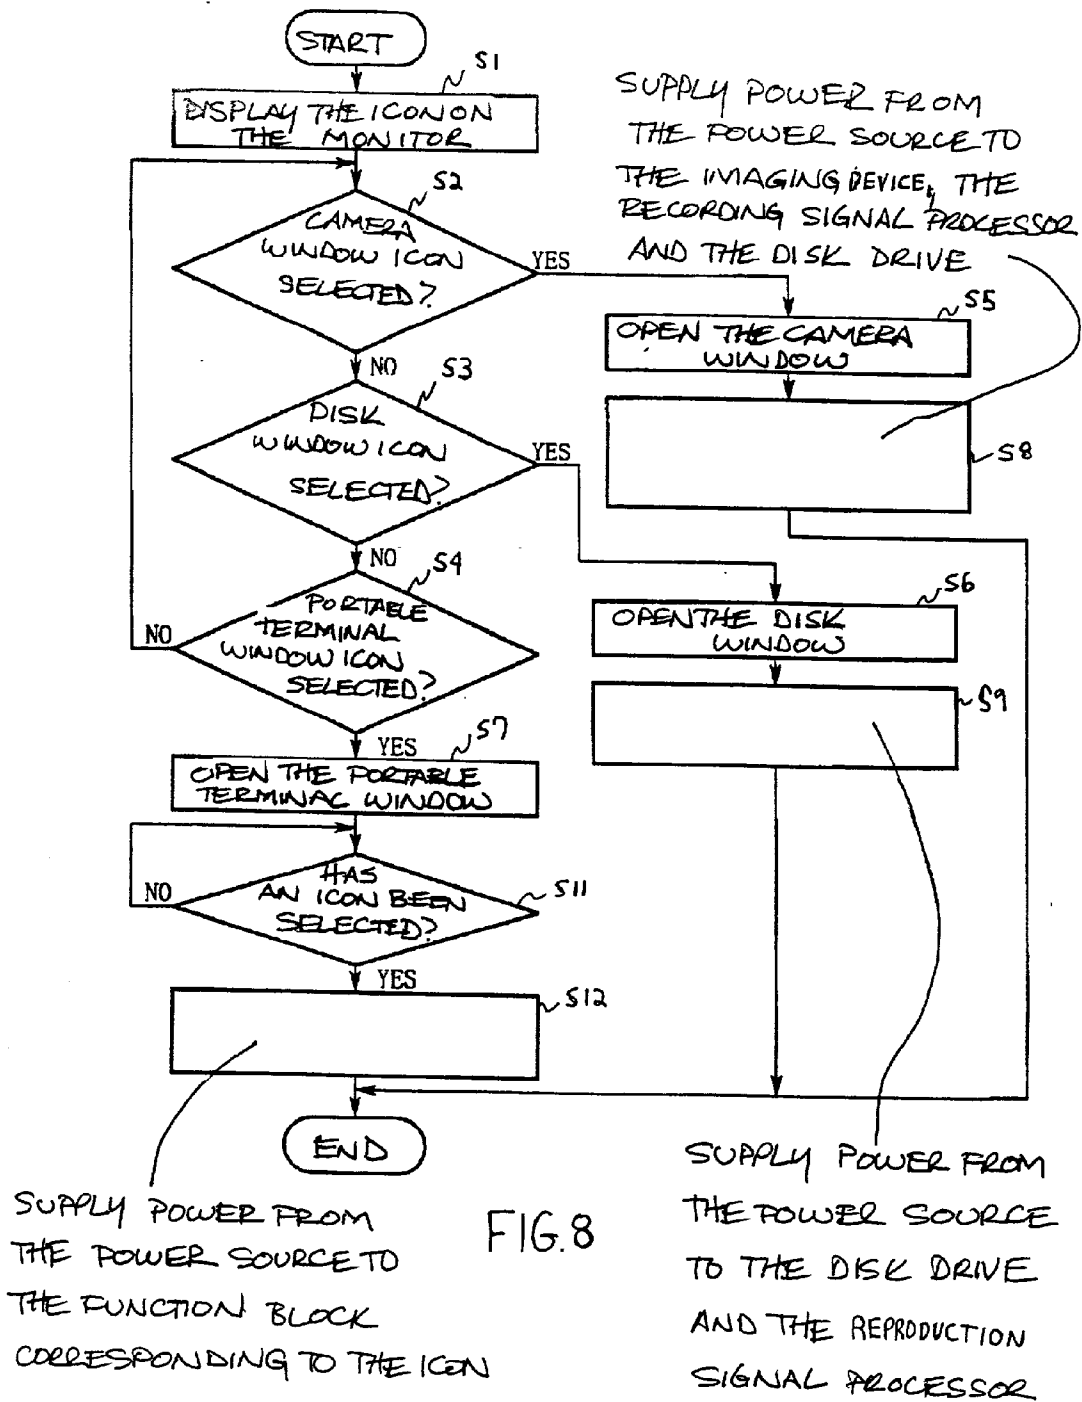 START
S1
DISPLAY THE ICON ON
THE MONITOR
SUPPLY POWER FROM
THE POWER SOURCE TO
THE IMAGING DEVICE, THE
RECORDING SIGNAL PROCESSOR
AND THE DISK DRIVE
S2
CAMERA
WINDOW ICON
SELECTED?
YES
NO
S5
OPEN THE CAMERA
WINDOW
S8
S3
DISK
WINDOW ICON
SELECTED?
YES
NO
S6
OPEN THE DISK
WINDOW
S9
S4
PORTABLE
TERMINAL
WINDOW ICON
SELECTED?
NO
YES
S7
OPEN THE PORTABLE
TERMINAL WINDOW
S11
HAS
AN ICON BEEN
SELECTED?
NO
YES
S12
END
SUPPLY POWER FROM
THE POWER SOURCE TO
THE FUNCTION BLOCK
CORRESPONDING TO THE ICON
FIG.8
SUPPLY POWER FROM
THE POWER SOURCE
TO THE DISK DRIVE
AND THE REPRODUCTION
SIGNAL PROCESSOR